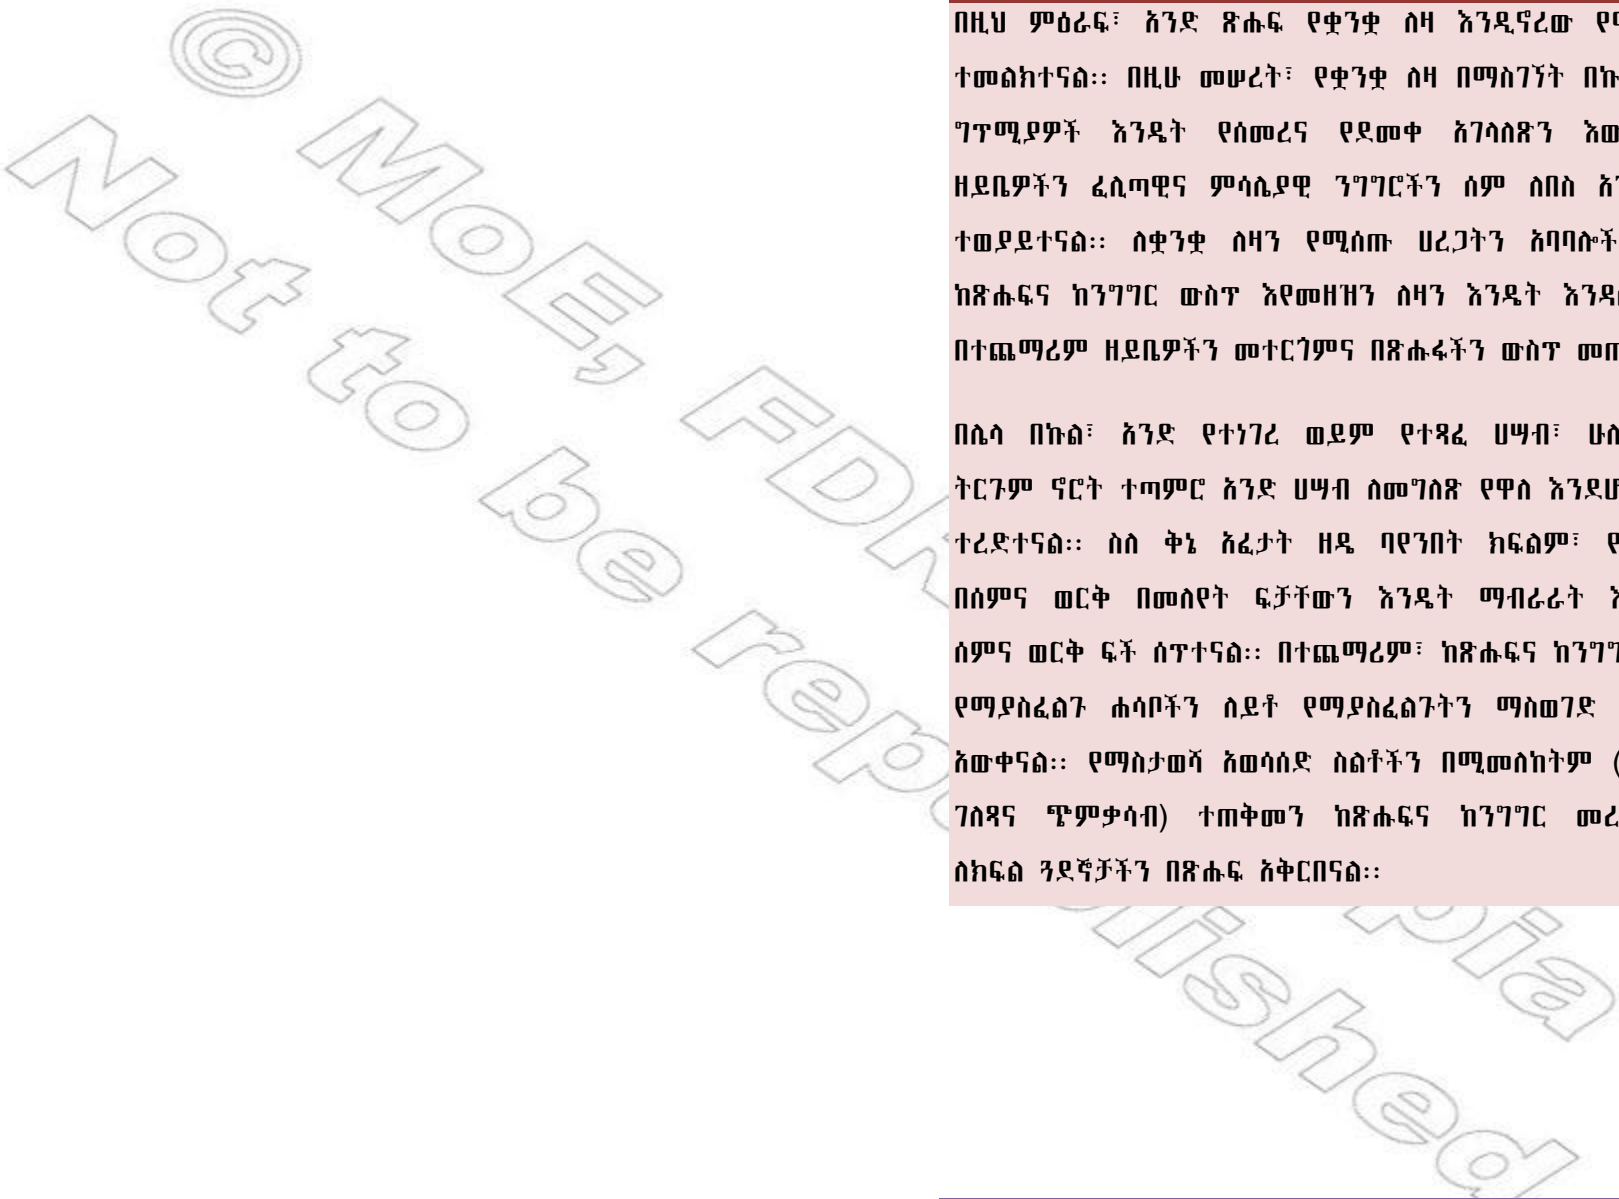 በዚህ ምዕራፍ፣ አንድ ጽሑፍ የቋንቋ ለዛ እንዲኖረው
ተመልክተናል፡፡ በዚሁ መሠረት፣ የቋንቋ ለዛ በማስገኘት
ግጥሚያዎች እንዴት የሰመረና የደመቀ አገላለጽን
ዘይቤዎችን ፈሊጣዊና ምሳሌያዊ ንግግሮችን ሰም ለበስ
ተወያይተናል፡፡ ለቋንቋ ለዛን የሚሰጡ ሀረጋትን አባባሎች
ከጽሑፍና ከንግግር ውስጥ እየመዘዝን ለዛን እንዴት
በተጨማሪም ዘይቤዎችን መተርጎምና በጽሑፋችን ውስጥ
በሌላ በኩል፣ አንድ የተነገረ ወይም የተጻፈ ሀሣብ፣
ትርጉም ኖሮት ተጣምሮ አንድ ሀሣብ ለመግለጽ የዋለ
ተረድተናል፡፡ ስለ ቅኔ አፈታት ዘዴ ባየንበት ክፍልም፣
በሰምና ወርቅ በመለየት ፍቻቸውን እንዴት ማብራራት
ሰምና ወርቅ ፍች ሰጥተናል፡፡ በተጨማሪም፣ ከጽሑፍና
የማያስፈልጉ ሐሳቦችን ለይቶ የማያስፈልጉትን ማስወገድ
አውቀናል፡፡ የማስታወሻ አወሳሰድ ስልቶችን በሚመለከትም (
ገለጻና ጭምቃሳብ) ተጠቅመን ከጽሑፍና ከንግግር
ለክፍል ጓደኞቻችን በጽሑፍ አቅርበናል፡፡
© MoE,
Not to be